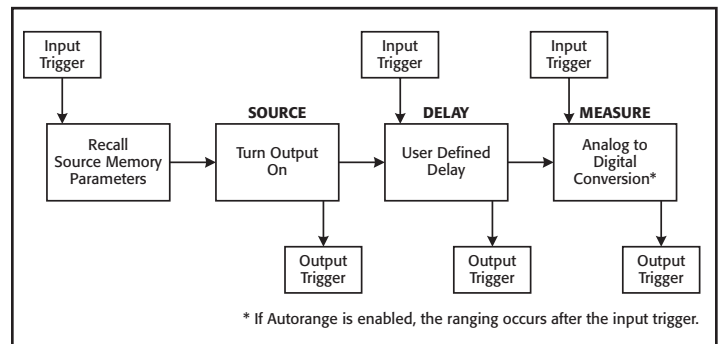 Input
Trigger
Input
Trigger
Input
Trigger
SOURCE
DELAY
MEASURE
Recall
Source Memory
Parameters
Turn Output
On
User Defined
Delay
Analog to
Digital
Conversion*
Output
Trigger
Output
Trigger
Output
Trigger
* If Autorange is enabled, the ranging occurs after the input trigger.